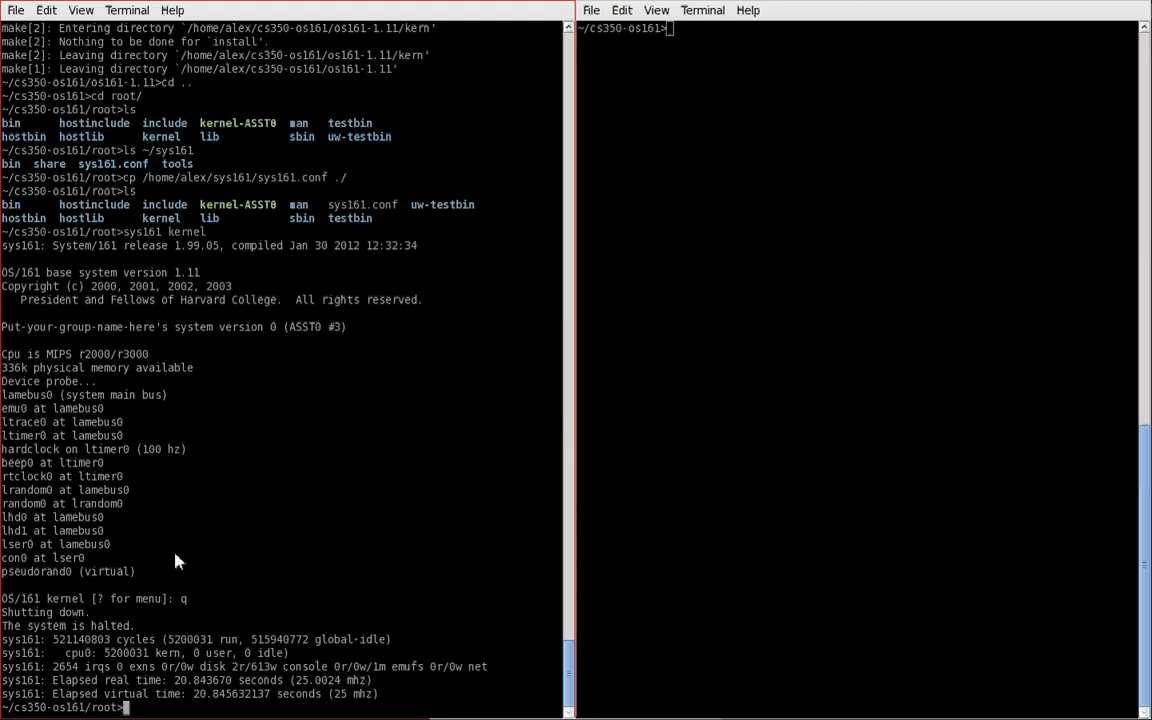 File Edit View Terminal Help
make[2]: Entering directory `/home/alex/cs350-os161/os161-1.11/kern'
make[2]: Nothing to be done for `install'.
make[2]: Leaving directory `/home/alex/cs350-os161/os161-1.11/kern'
make[1]: Leaving directory `/home/alex/cs350-os161/os161-1.11'
~/cs350-os161/os161-1.11>cd ..
~/cs350-os161>cd root/
~/cs350-os161/root>ls
bin hostinclude include kernel-ASST0 man testbin
hostbin hostlib kernel lib sbin uw-testbin
~/cs350-os161/root>ls ~/sys161
bin share sys161.conf tools
~/cs350-os161/root>cp /home/alex/sys161/sys161.conf ./
~/cs350-os161/root>ls
bin hostinclude include kernel-ASST0 man sys161.conf uw-testbin
hostbin hostlib kernel lib sbin testbin
~/cs350-os161/root>sys161 kernel
sys161: System/161 release 1.99.05, compiled Jan 30 2012 12:32:34
OS/161 base system version 1.11
Copyright (c) 2000, 2001, 2002, 2003
President and Fellows of Harvard College. All rights reserved.
Put-your-group-name-here's system version 0 (ASST0 #3)
Cpu is MIPS r2000/r3000
336k physical memory available
Device probe...
lamebus0 (system main bus)
emu0 at lamebus0
ltrace0 at lamebus0
ltimer0 at lamebus0
hardclock on ltimer0 (100 hz)
beep0 at ltimer0
rtclock0 at ltimer0
lrandom0 at lamebus0
random0 at lrandom0
lhd0 at lamebus0
lhd1 at lamebus0
lser0 at lamebus0
con0 at lser0
pseudorand0 (virtual)
OS/161 kernel [? for menu]: q
Shutting down.
The system is halted.
sys161: 521140803 cycles (5200031 run, 515940772 global-idle)
sys161: cpu0: 5200031 kern, 0 user, 0 idle)
sys161: 2654 irqs 0 exns 0r/0w disk 2r/613w console 0r/0w/1m emufs 0r/0w net
sys161: Elapsed real time: 20.843670 seconds (25.0024 mhz)
sys161: Elapsed virtual time: 20.845632137 seconds (25 mhz)
~/cs350-os161/root>
File Edit View Terminal Help
~/cs350-os161>